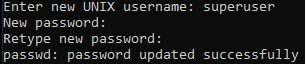 Enter new UNIX username: superuser
New password:
Retype new password:
passwd: password updated successfully